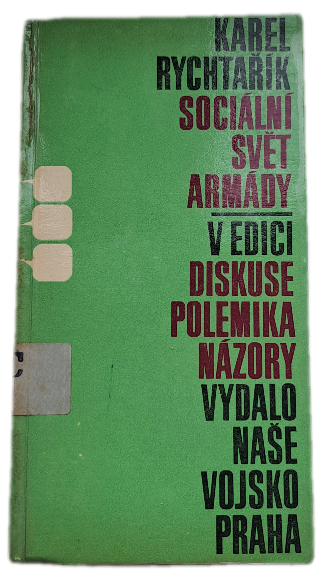 KAREL
RYCHTAŘÍK
SOCIÁLNÍ
SVĚT
ARMÁDY
V EDICI
DISKUSE
POLEMIKA
NÁZORY
VYDALO
NAŠE
VOJSKO
PRAHA